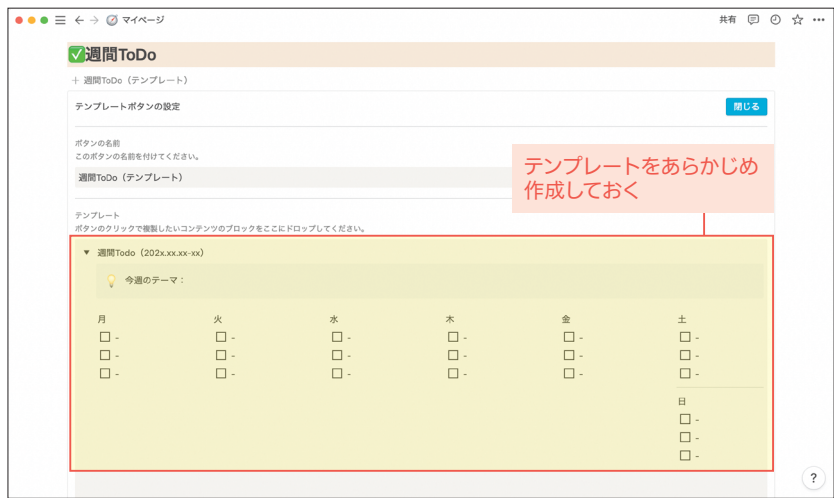 マイページ
共有
✅週間ToDo
+ 週間ToDo（テンプレート）
テンプレートボタンの設定
閉じる
ボタンの名前
このボタンの名前を付けてください。
週間ToDo（テンプレート）
テンプレートをあらかじめ
作成しておく
テンプレート
ボタンのクリックで複製したいコンテンツのブロックをここにドロップしてください。
▼ 週間Todo（202x.xx.xx-xx）
💡 今週のテーマ：
月 火 水 木 金 土
☐ - ☐ - ☐ - ☐ - ☐ - ☐ -
☐ - ☐ - ☐ - ☐ - ☐ - ☐ -
☐ - ☐ - ☐ - ☐ - ☐ - ☐ -
日
☐ -
☐ -
☐ -
?